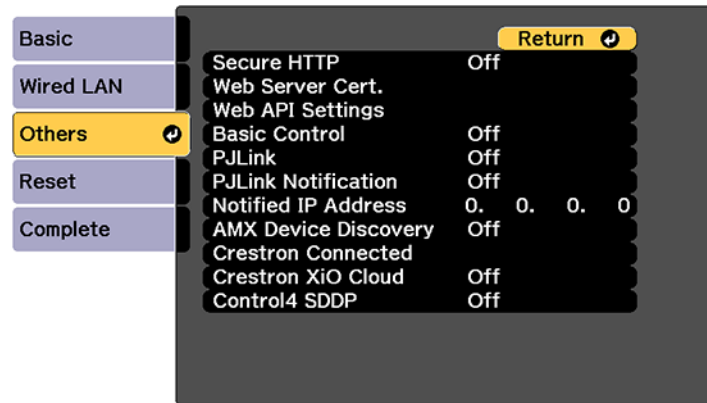 Basic
Wired LAN
Others
Reset
Complete
Return
Secure HTTP Off
Web Server Cert.
Web API Settings
Basic Control Off
PJLink Off
PJLink Notification Off
Notified IP Address 0. 0. 0. 0
AMX Device Discovery Off
Crestron Connected
Crestron XiO Cloud Off
Control4 SDDP Off